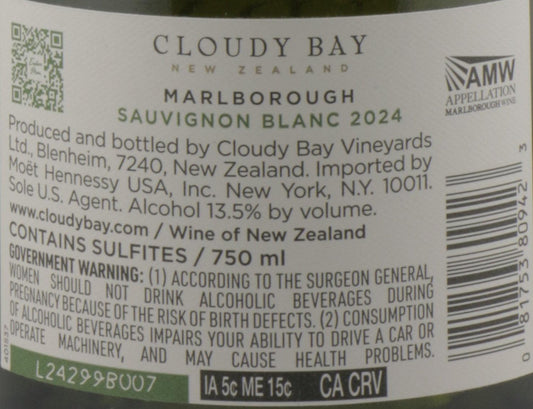 CLOUDY BAY
NEW ZEALAND
MARLBOROUGH
SAUVIGNON BLANC 2024
AMW
APPELLATION
MARLBOROUGH WINE
Produced and bottled by Cloudy Bay Vineyards
Ltd., Blenheim, 7240, New Zealand. Imported by
Moët Hennessy USA, Inc. New York, N.Y. 10011.
Sole U.S. Agent. Alcohol 13.5% by volume.
www.cloudybay.com / Wine of New Zealand
CONTAINS SULFITES / 750 ml
GOVERNMENT WARNING: (1) ACCORDING TO THE SURGEON GENERAL,
WOMEN SHOULD NOT DRINK ALCOHOLIC BEVERAGES DURING
PREGNANCY BECAUSE OF THE RISK OF BIRTH DEFECTS. (2) CONSUMPTION
OF ALCOHOLIC BEVERAGES IMPAIRS YOUR ABILITY TO DRIVE A CAR OR
OPERATE MACHINERY, AND MAY CAUSE HEALTH PROBLEMS.
401537
0 81753 80942 3
L24299B007
IA 5¢ ME 15¢ CA CRV